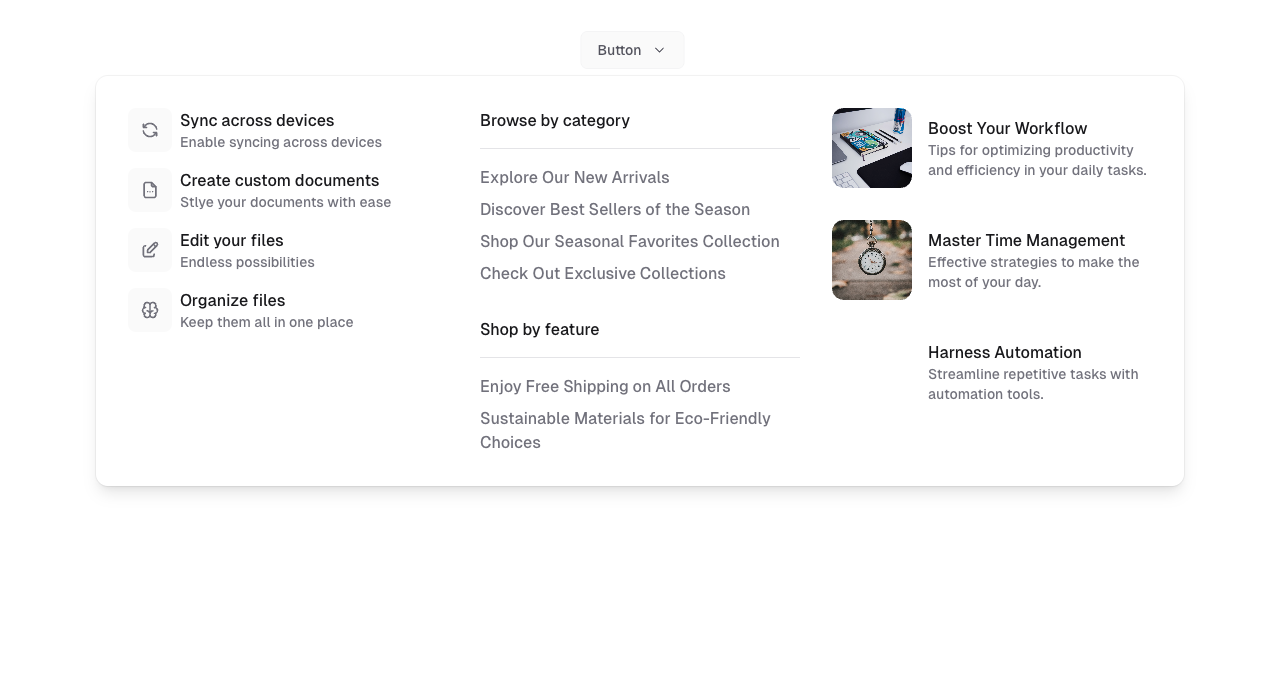 Button
Sync across devices
Enable syncing across devices
Create custom documents
Stlye your documents with ease
Edit your files
Endless possibilities
Organize files
Keep them all in one place
Browse by category
Explore Our New Arrivals
Discover Best Sellers of the Season
Shop Our Seasonal Favorites Collection
Check Out Exclusive Collections
Shop by feature
Enjoy Free Shipping on All Orders
Sustainable Materials for Eco-Friendly
Choices
Boost Your Workflow
Tips for optimizing productivity
and efficiency in your daily tasks.
Master Time Management
Effective strategies to make the
most of your day.
Harness Automation
Streamline repetitive tasks with
automation tools.